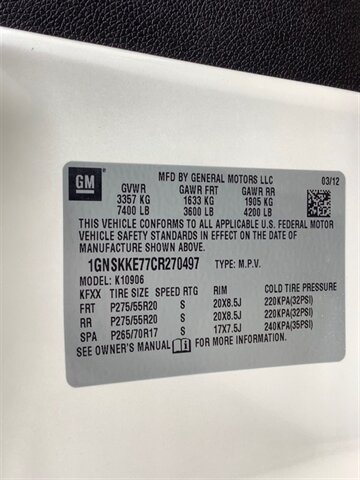 GM
MFD BY GENERAL MOTORS LLC 03/12
GVWR GAWR FRT GAWR RR
3357 KG 1633 KG 1905 KG
7400 LB 3600 LB 4200 LB
THIS VEHICLE CONFORMS TO ALL APPLICABLE U.S. FEDERAL MOTOR
VEHICLE SAFETY STANDARDS IN EFFECT ON THE DATE OF
MANUFACTURE SHOWN ABOVE.
1GNSKKE77CR270497 TYPE: M.P.V.
MODEL: K10906
KFXX TIRE SIZE SPEED RTG RIM COLD TIRE PRESSURE
FRT P275/55R20 S 20X8.5J 220KPA(32PSI)
RR P275/55R20 S 20X8.5J 220KPA(32PSI)
SPA P265/70R17 S 17X7.5J 240KPA(35PSI)
SEE OWNER'S MANUAL FOR MORE INFORMATION.